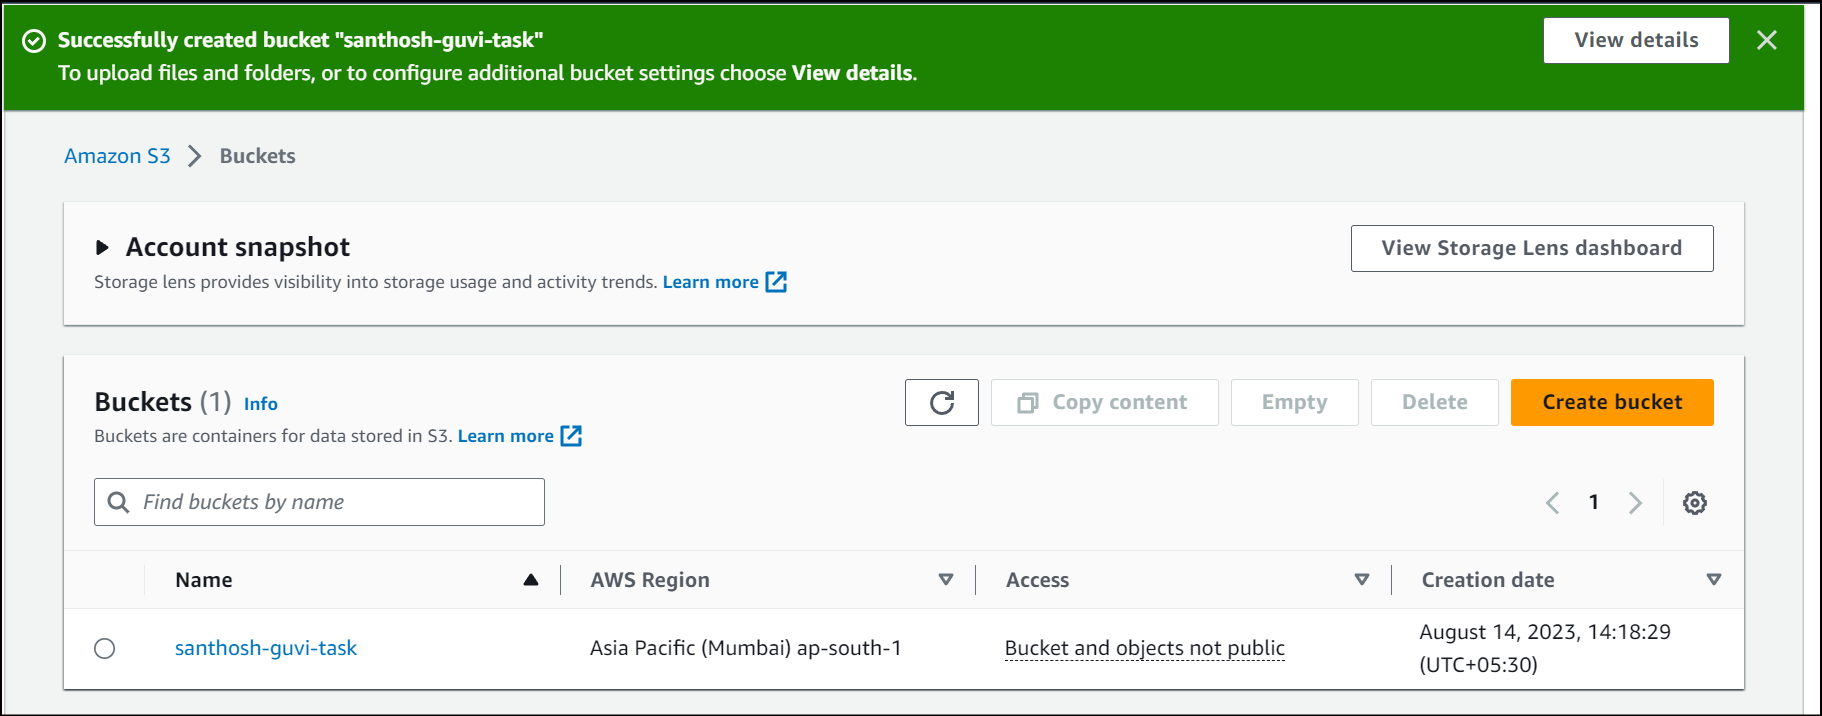 Successfully created bucket "santhosh-guvi-task"
To upload files and folders, or to configure additional bucket settings choose View details.
View details
Amazon S3 Buckets
Account snapshot
Storage lens provides visibility into storage usage and activity trends. Learn more
View Storage Lens dashboard
Buckets (1) Info
Buckets are containers for data stored in S3. Learn more
Copy content
Empty
Delete
Create bucket
Find buckets by name
1
Name AWS Region Access Creation date
santhosh-guvi-task Asia Pacific (Mumbai) ap-south-1 Bucket and objects not public August 14, 2023, 14:18:29
(UTC+05:30)